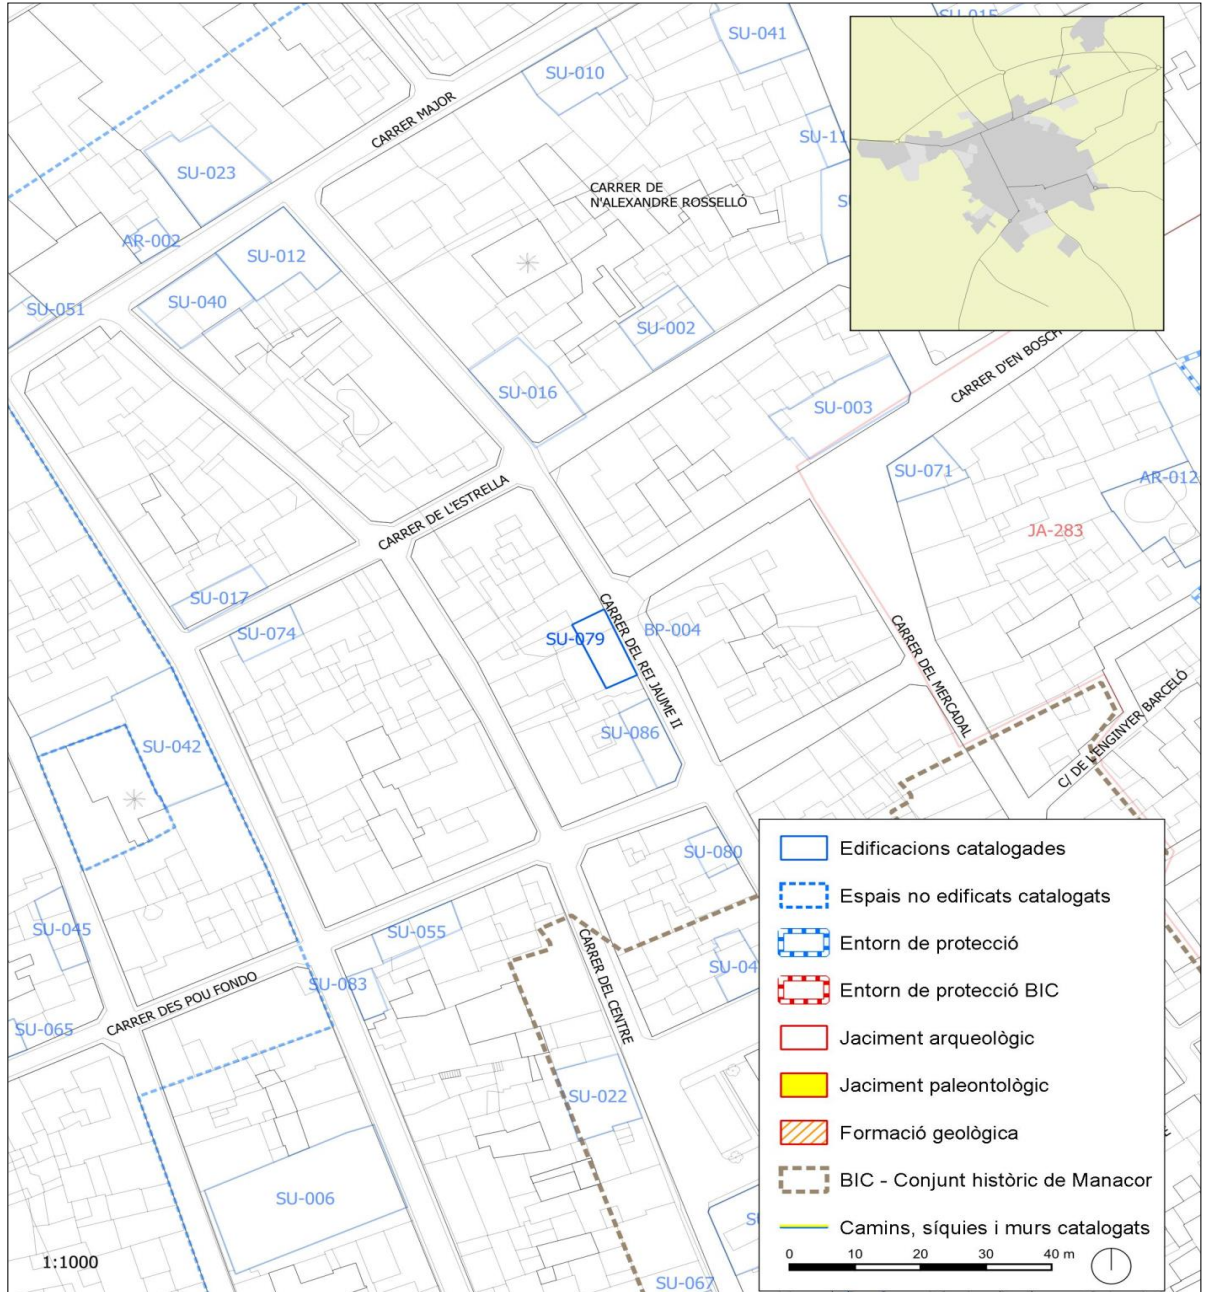 SU-015
SU-041
SU-010
CARRER MAJOR
SU-11
SU-023
CARRER DE
N'ALEXANDRE ROSSELLÓ
AR-002
SU-012
SU-040
SU-051
SU-002
CARRER D'EN BOSCH
SU-016
SU-003
SU-071
AR-012
CARRER DE L'ESTRELLA
JA-283
SU-017
SU-074
SU-079
CARRER DEL REI JAUME II
BP-004
CARRER DEL MERCADAL
SU-086
C/ DE L'ENGINYER BARCELÓ
SU-042
SU-080
SU-045
SU-055
SU-04
CARRER DEL CENTRE
SU-083
CARRER DES POU FONDO
SU-065
SU-022
SU-006
SU-067
1:1000
Edificacions catalogades
Espais no edificats catalogats
Entorn de protecció
Entorn de protecció BIC
Jaciment arqueològic
Jaciment paleontològic
Formació geològica
BIC - Conjunt històric de Manacor
Camins, síquies i murs catalogats
0 10 20 30 40 m